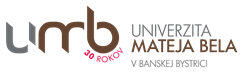 umb
30 ROKOV
UNIVERZITA
MATEJA BELA
V BANSKEJ BYSTRICI